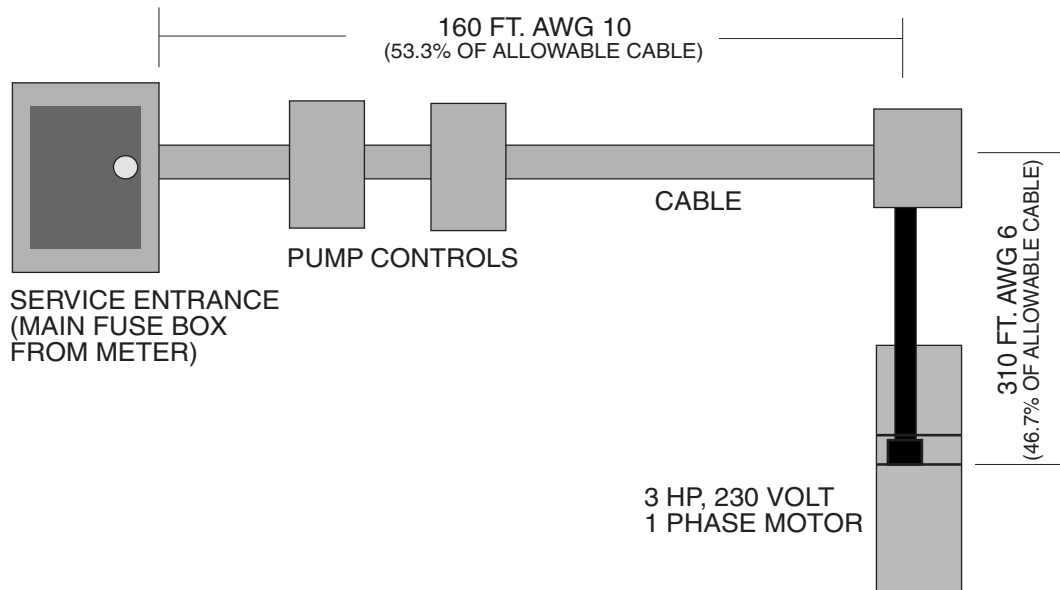 160 FT. AWG 10
(53.3% OF ALLOWABLE CABLE)
CABLE
PUMP CONTROLS
SERVICE ENTRANCE
(MAIN FUSE BOX
FROM METER)
310 FT. AWG 6
(46.7% OF ALLOWABLE CABLE)
3 HP, 230 VOLT
1 PHASE MOTOR